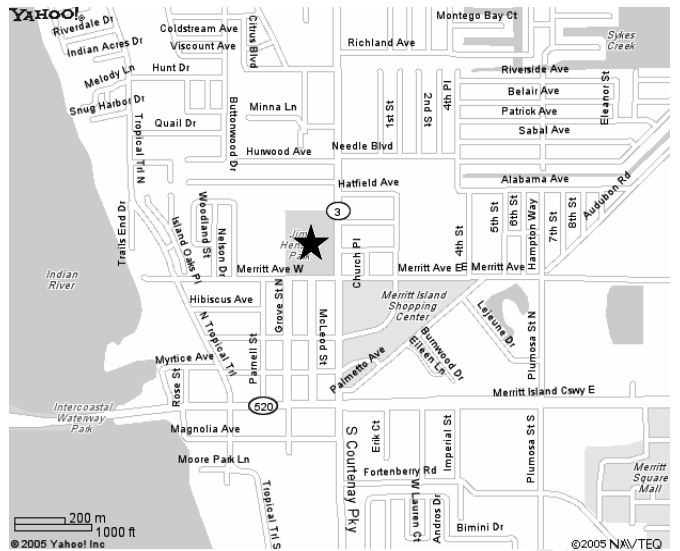 YAHOO!
Riverdale Dr
Coldstream Ave
Citrus Blvd
Montego Bay Ct
Indian Acres Dr
Viscount Ave
Richland Ave
Sykes
Creek
Melody Ln
Hunt Dr
Riverside Ave
Snug Harbor Dr
Minna Ln
4th Pl
Belair Ave
Eleanor St
Tropical Trl N
Quail Dr
Buttonwood Dr
1st St
2nd St
Patrick Ave
Sabal Ave
Hurwood Ave
Needle Blvd
Hatfield Ave
Alabama Ave
Audubon Rd
Trails End Dr
Island Oaks Pl
Woodland St
Nelson Dr
3
Church Pl
4th St
5th St
6th St
Hampton Way
7th St
8th St
Park
Indian
River
Merritt Ave W
Merritt Ave E
Merritt Ave
Hibiscus Ave
Grove St N
McLeod St
Merritt Island
Shopping
Center
Lejeune Dr
Plumosa St N
N Tropical Trl
Parnell St
Burnwood Dr
Eileen Ln
Myrtice Ave
Rose St
Palmetto Ave
Merritt Island Cswy E
Intercoastal
Waterway
Park
520
Magnolia Ave
S Courtenay Pky
Erik Ct
Imperial St
Plumosa St S
Moore Park Ln
Fortenberry Rd
Merritt
Square
Mall
Tropical Trl S
W Lauren Ct
Andros Dr
Bimini Dr
200 m
1000 ft
© 2005 Yahoo! Inc
©2005 NAVTEQ